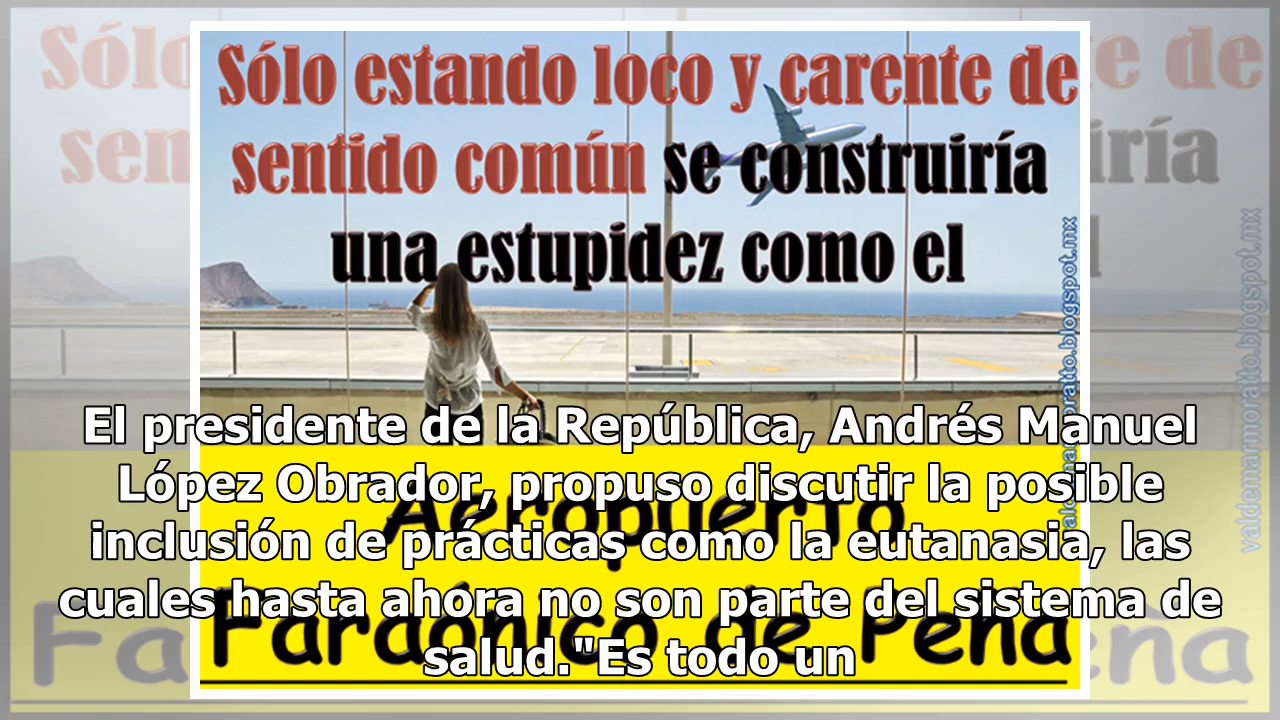 Sólo estando loco y carente de
sentido común se construiría
una estupidez como el
Aeropuerto
Faraónico de Peña
El presidente de la República, Andrés Manuel
López Obrador, propuso discutir la posible
inclusión de prácticas como la eutanasia, las
cuales hasta ahora no son parte del sistema de
salud."Es todo un
valdemarmoratto.blogspot.mx